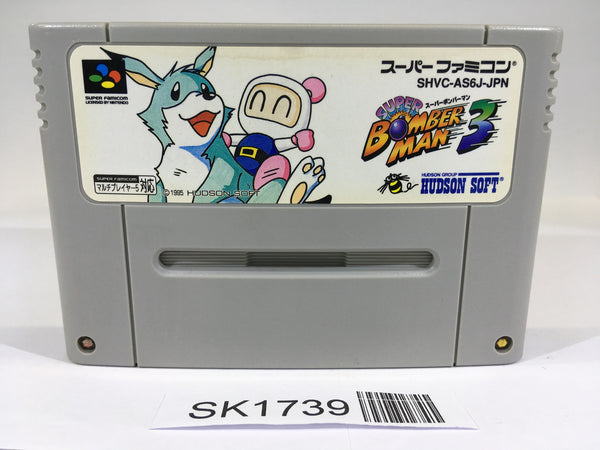 SUPER FAMICOM
LICENSED BY NINTENDO
スーパーファミコン®
SHVC-AS6J-JPN
SUPER
スーパーボンバーマン
BOMBER
MAN 3
HUDSON GROUP
HUDSON SOFT®
SUPER FAMICOM
マルチプレイヤー5 対応
©1995 HUDSON SOFT
SK1739